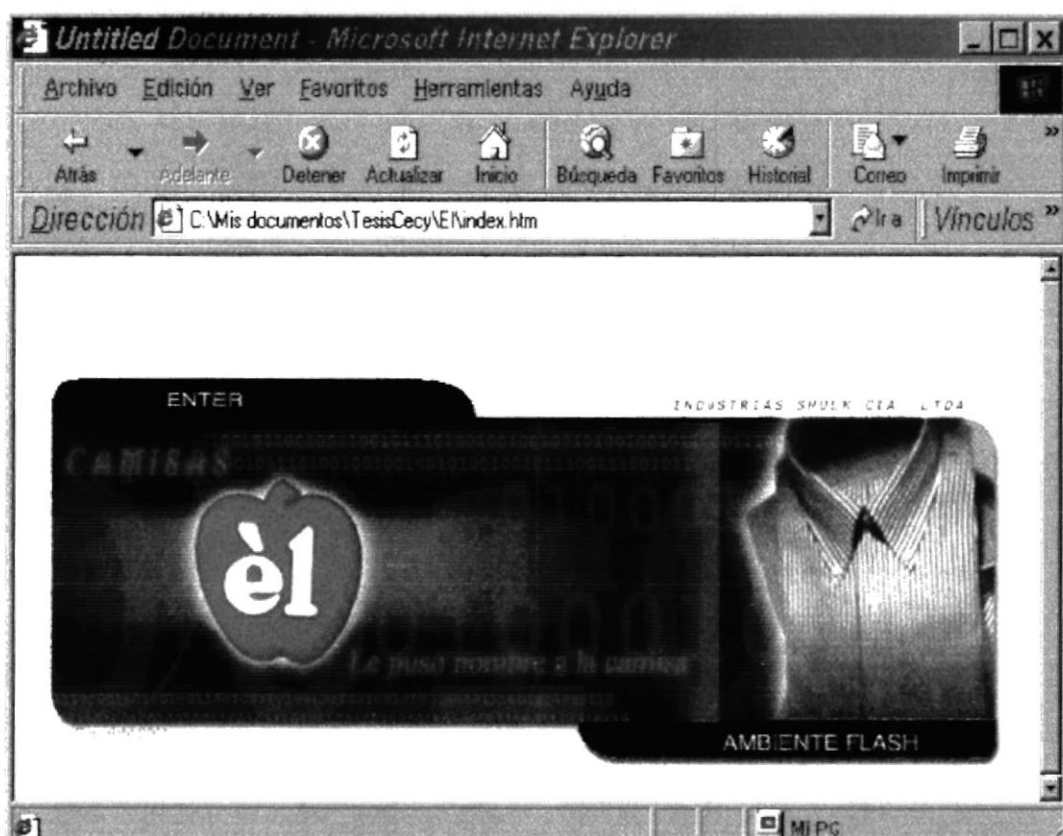 Untitled Document - Microsoft Internet Explorer
Archivo Edición Ver Favoritos Herramientas Ayuda
Atrás Adelante Detener Actualizar Inicio Búsqueda Favoritos Historial Correo Imprimir »
Dirección C:\Mis documentos\TesisCecy\El\index.htm Ir a Vínculos »
ENTER
INDUSTRIAS SHULK CIA. LTDA
CAMISAS
èl
Le puso nombre a la camisa
AMBIENTE FLASH
Mi PC